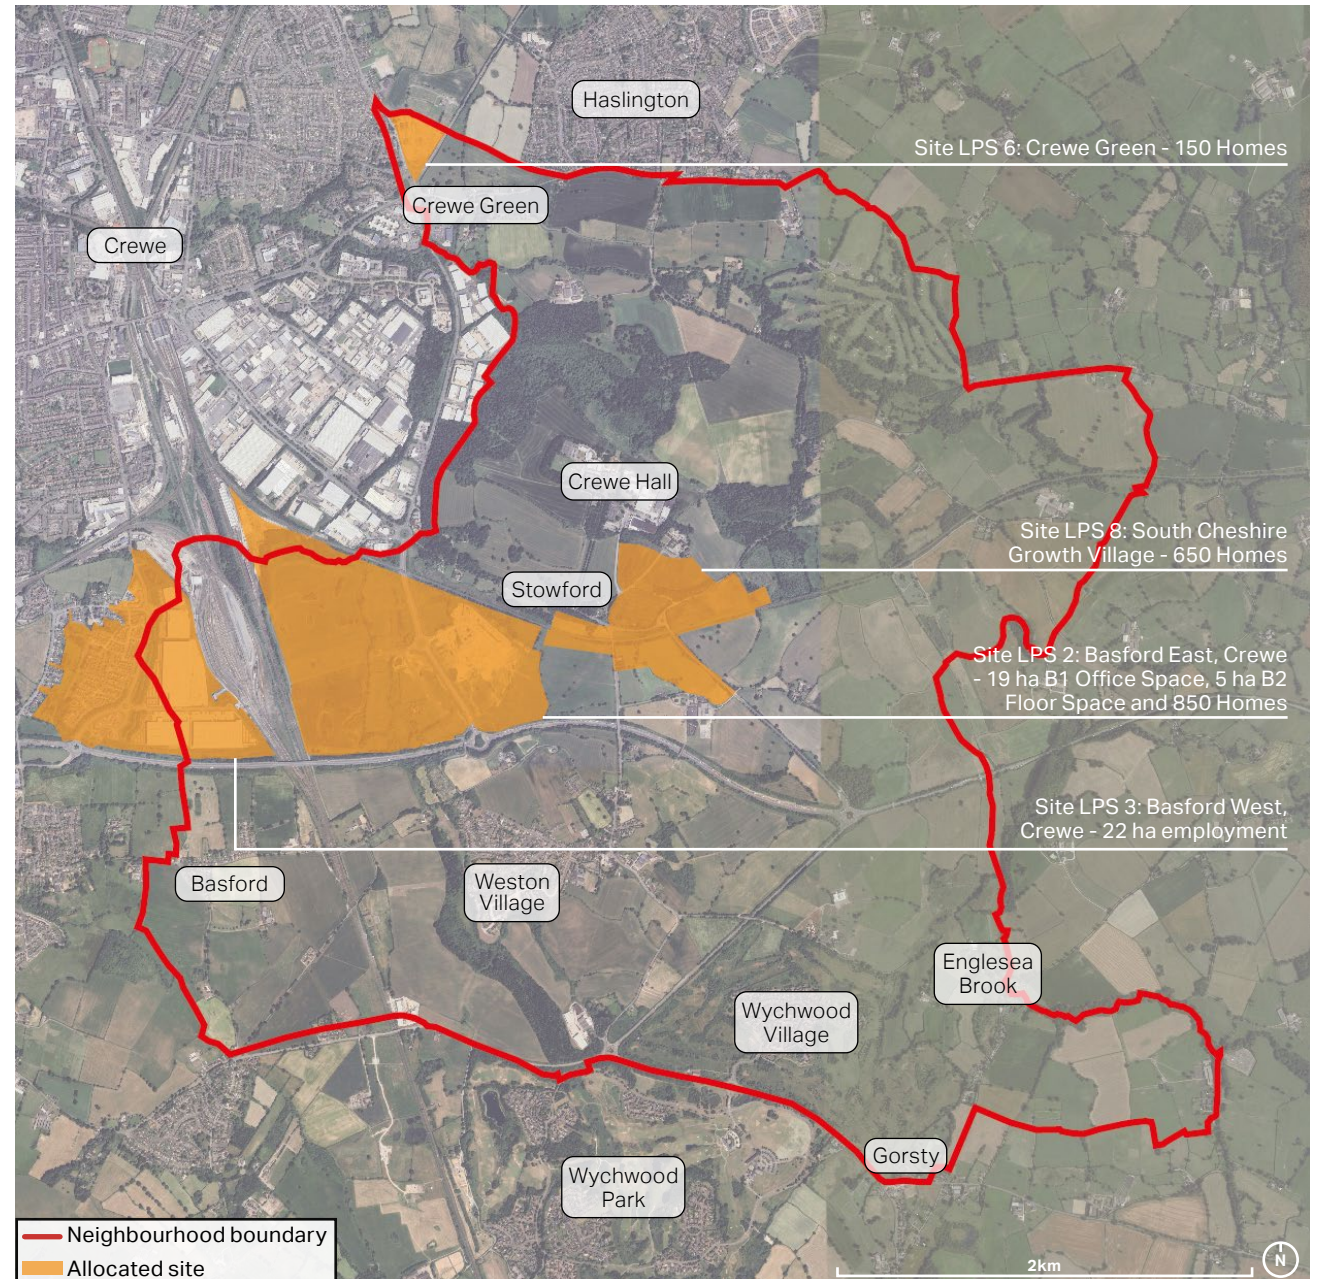 Haslington
Site LPS 6: Crewe Green - 150 Homes
Crewe Green
Crewe
Crewe Hall
Site LPS 8: South Cheshire
Growth Village - 650 Homes
Stowford
Site LPS 2: Basford East, Crewe
- 19 ha B1 Office Space, 5 ha B2
Floor Space and 850 Homes
Site LPS 3: Basford West,
Crewe - 22 ha employment
Basford
Weston
Village
Englesea
Brook
Wychwood
Village
Gorsty
Wychwood
Park
Neighbourhood boundary
Allocated site
2km
N